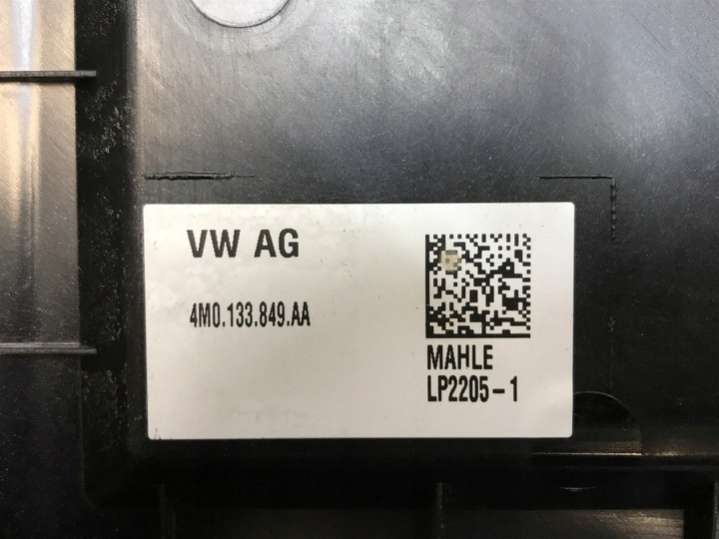 VW AG
4M0.133.849.AA
MAHLE
LP2205-1